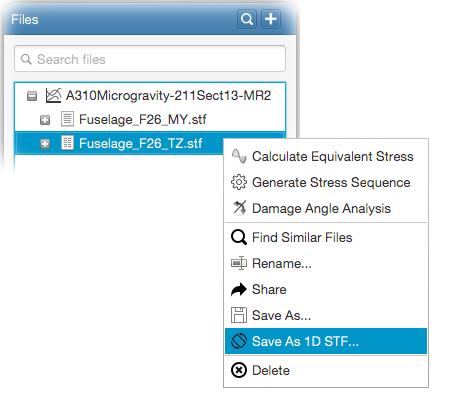 Files
Search files
A310Microgravity-211Sect13-MR2
Fuselage_F26_MY.stf
Fuselage_F26_TZ.stf
Calculate Equivalent Stress
Generate Stress Sequence
Damage Angle Analysis
Find Similar Files
Rename...
Share
Save As...
Save As 1D STF...
Delete